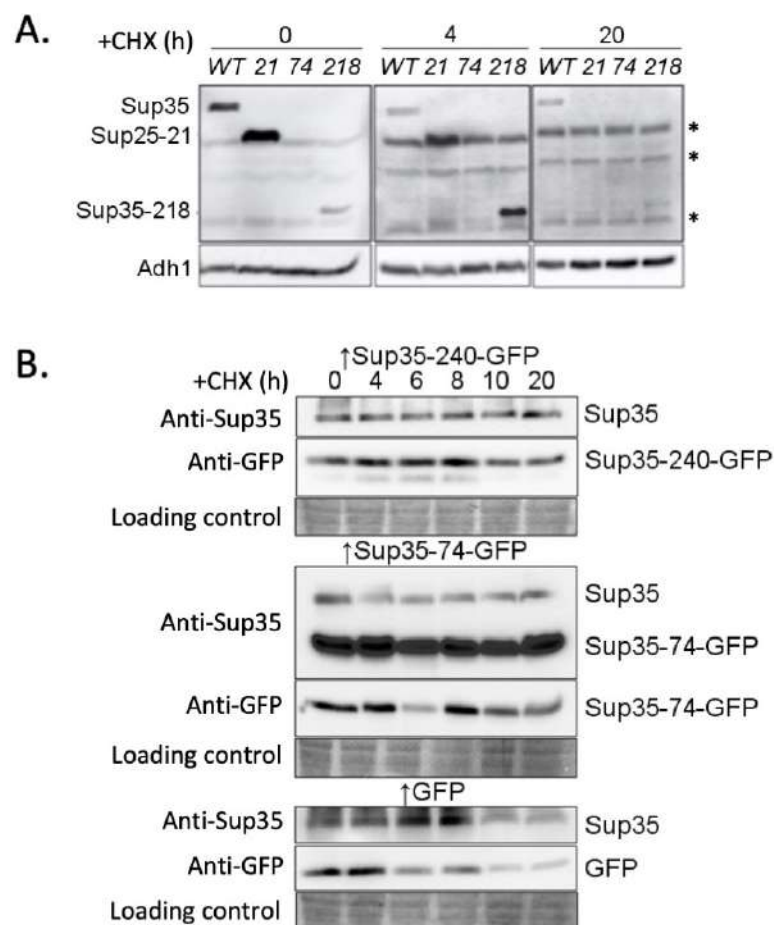 A.
+CHX (h) 0 4 20
WT 21 74 218 WT 21 74 218 WT 21 74 218
Sup35
Sup25-21
*
*
Sup35-218
*
Adh1
B.
↑Sup35-240-GFP
+CHX (h) 0 4 6 8 10 20
Anti-Sup35 Sup35
Anti-GFP Sup35-240-GFP
Loading control
↑Sup35-74-GFP
Sup35
Anti-Sup35
Sup35-74-GFP
Anti-GFP Sup35-74-GFP
Loading control
↑GFP
Anti-Sup35 Sup35
Anti-GFP GFP
Loading control